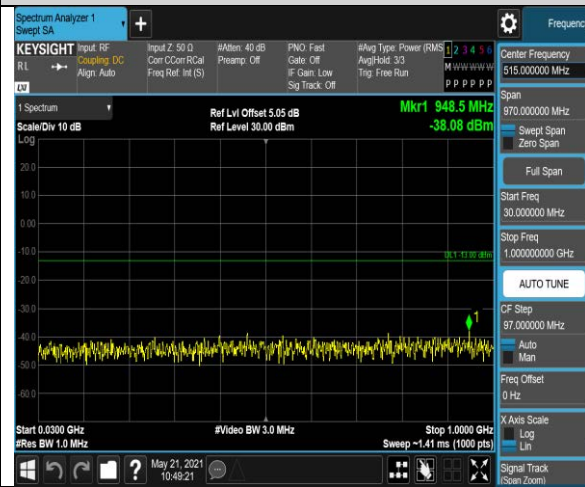 Spectrum Analyzer 1
Swept SA
Frequenc
KEYSIGHT
RL
LXI
Input: RF
Coupling: DC
Align: Auto
Input Z: 50 Ω
Corr CCorr RCal
Freq Ref: Int (S)
#Atten: 40 dB
Preamp: Off
PNO: Fast
Gate: Off
IF Gain: Low
Sig Track: Off
#Avg Type: Power (RMS
Avg|Hold: 3/3
Trig: Free Run
1 2 3 4 5 6
M W W W W W
P P P P P P
1 Spectrum
Scale/Div 10 dB
Log
Ref Lvl Offset 5.05 dB
Ref Level 30.00 dBm
Mkr1 948.5 MHz
-38.08 dBm
20.0
10.0
0.00
-10.0
-20.0
-30.0
-40.0
-50.0
-60.0
DL1 -13.00 dBm
1
Start 0.0300 GHz
#Res BW 1.0 MHz
#Video BW 3.0 MHz
Stop 1.0000 GHz
Sweep ~1.41 ms (1000 pts)
May 21, 2021
10:49:21
Center Frequency
515.000000 MHz
Span
970.000000 MHz
Swept Span
Zero Span
Full Span
Start Freq
30.000000 MHz
Stop Freq
1.000000000 GHz
AUTO TUNE
CF Step
97.000000 MHz
Auto
Man
Freq Offset
0 Hz
X Axis Scale
Log
Lin
Signal Track
(Span Zoom)